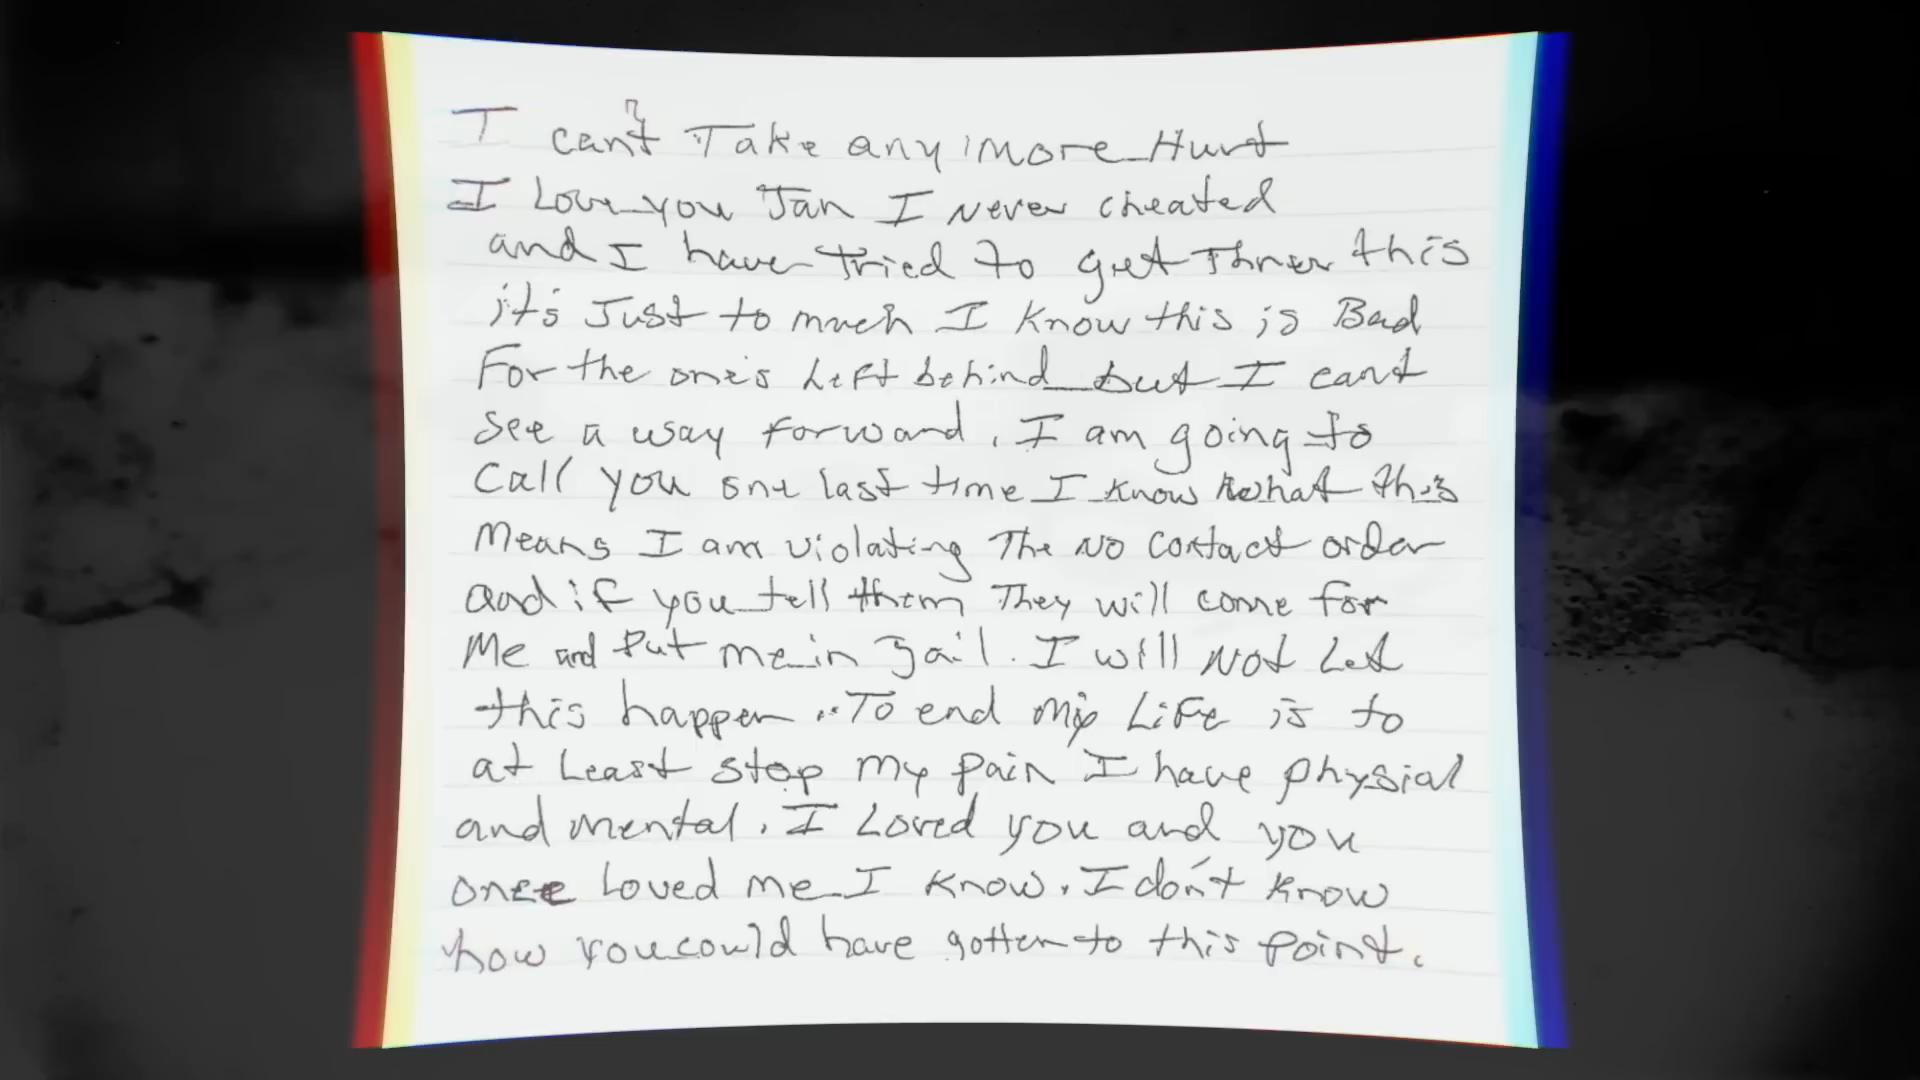 I can't Take any more Hurt
I Love you Jan I never cheated
and I have tried to get Threw this
it's Just to much I Know this is Bad
For the one's Left behind but I can't
see a way forward. I am going to
Call you one last time I know what this
Means I am violating The No Contact order
and if you tell them They will come for
Me and Put me in Jail. I will Not Let
this happen. To end my Life is to
at Least stop my pain I have physial
and mental. I Loved you and you
once Loved me I know. I don't know
how you could have gotten to this Point.